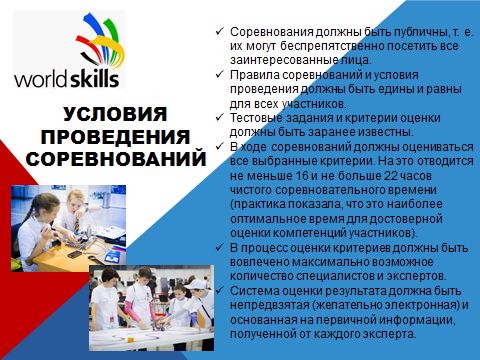 worldskills
УСЛОВИЯ
ПРОВЕДЕНИЯ
СОРЕВНОВАНИЙ
✓ Соревнования должны быть публичны, т. е.
их могут беспрепятственно посетить все
заинтересованные лица.
✓ Правила соревнований и условия
проведения должны быть едины и равны
для всех участников.
✓ Тестовые задания и критерии оценки
должны быть заранее известны.
✓ В ходе соревнований должны оцениваться
все выбранные критерии. На это отводится
не меньше 16 и не больше 22 часов
чистого соревновательного времени
(практика показала, что это наиболее
оптимальное время для достоверной
оценки компетенций участников).
✓ В процесс оценки критериев должны быть
вовлечено максимально возможное
количество специалистов и экспертов.
✓ Система оценки результата должна быть
непредвзятая (желательно электронная) и
основанная на первичной информации,
полученной от каждого эксперта.